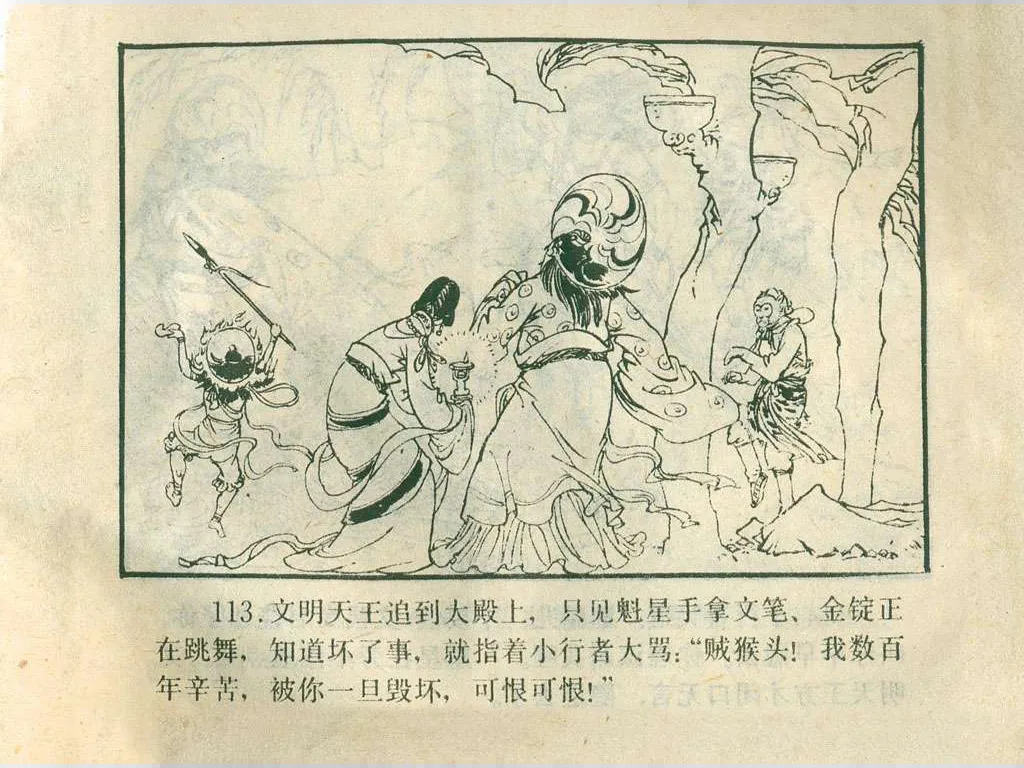 113.文明天王追到大殿上，只见魁星手拿文笔、金锭正
在跳舞，知道坏了事，就指着小行者大骂：“贼猴头！我数百
年辛苦，被你一旦毁坏，可恨可恨！”